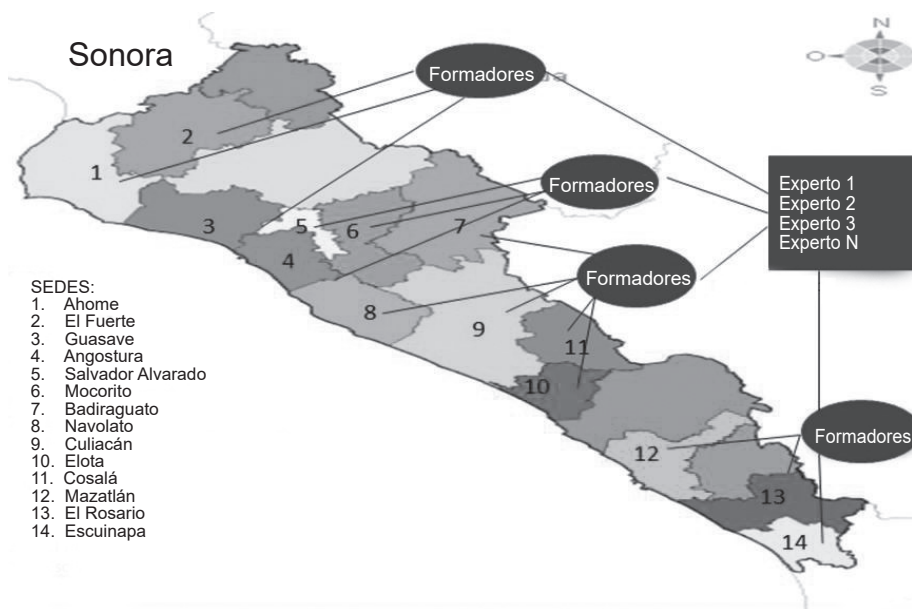 Sonora
N
O
S
Formadores
Formadores
Formadores
Formadores
Experto 1
Experto 2
Experto 3
Experto N
1
2
3
4
5
6
7
8
9
10
11
12
13
14
SEDES:
1. Ahome
2. El Fuerte
3. Guasave
4. Angostura
5. Salvador Alvarado
6. Mocorito
7. Badiraguato
8. Navolato
9. Culiacán
10. Elota
11. Cosalá
12. Mazatlán
13. El Rosario
14. Escuinapa